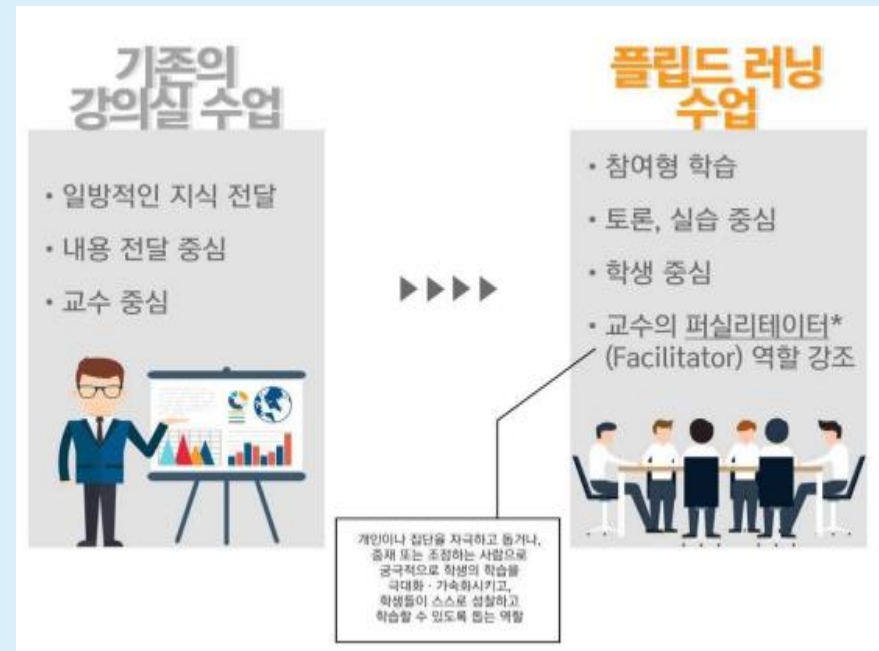 기존의
강의실 수업
• 일방적인 지식 전달
• 내용 전달 중심
• 교수 중심
플립드 러닝
수업
• 참여형 학습
• 토론, 실습 중심
• 학생 중심
• 교수의 퍼실리테이터*
(Facilitator) 역할 강조
개인이나 집단을 자극하고 돕거나,
중재 또는 조정하는 사람으로
궁극적으로 학생의 학습을
극대화 · 가속화시키고,
학생들이 스스로 성찰하고
학습할 수 있도록 돕는 역할